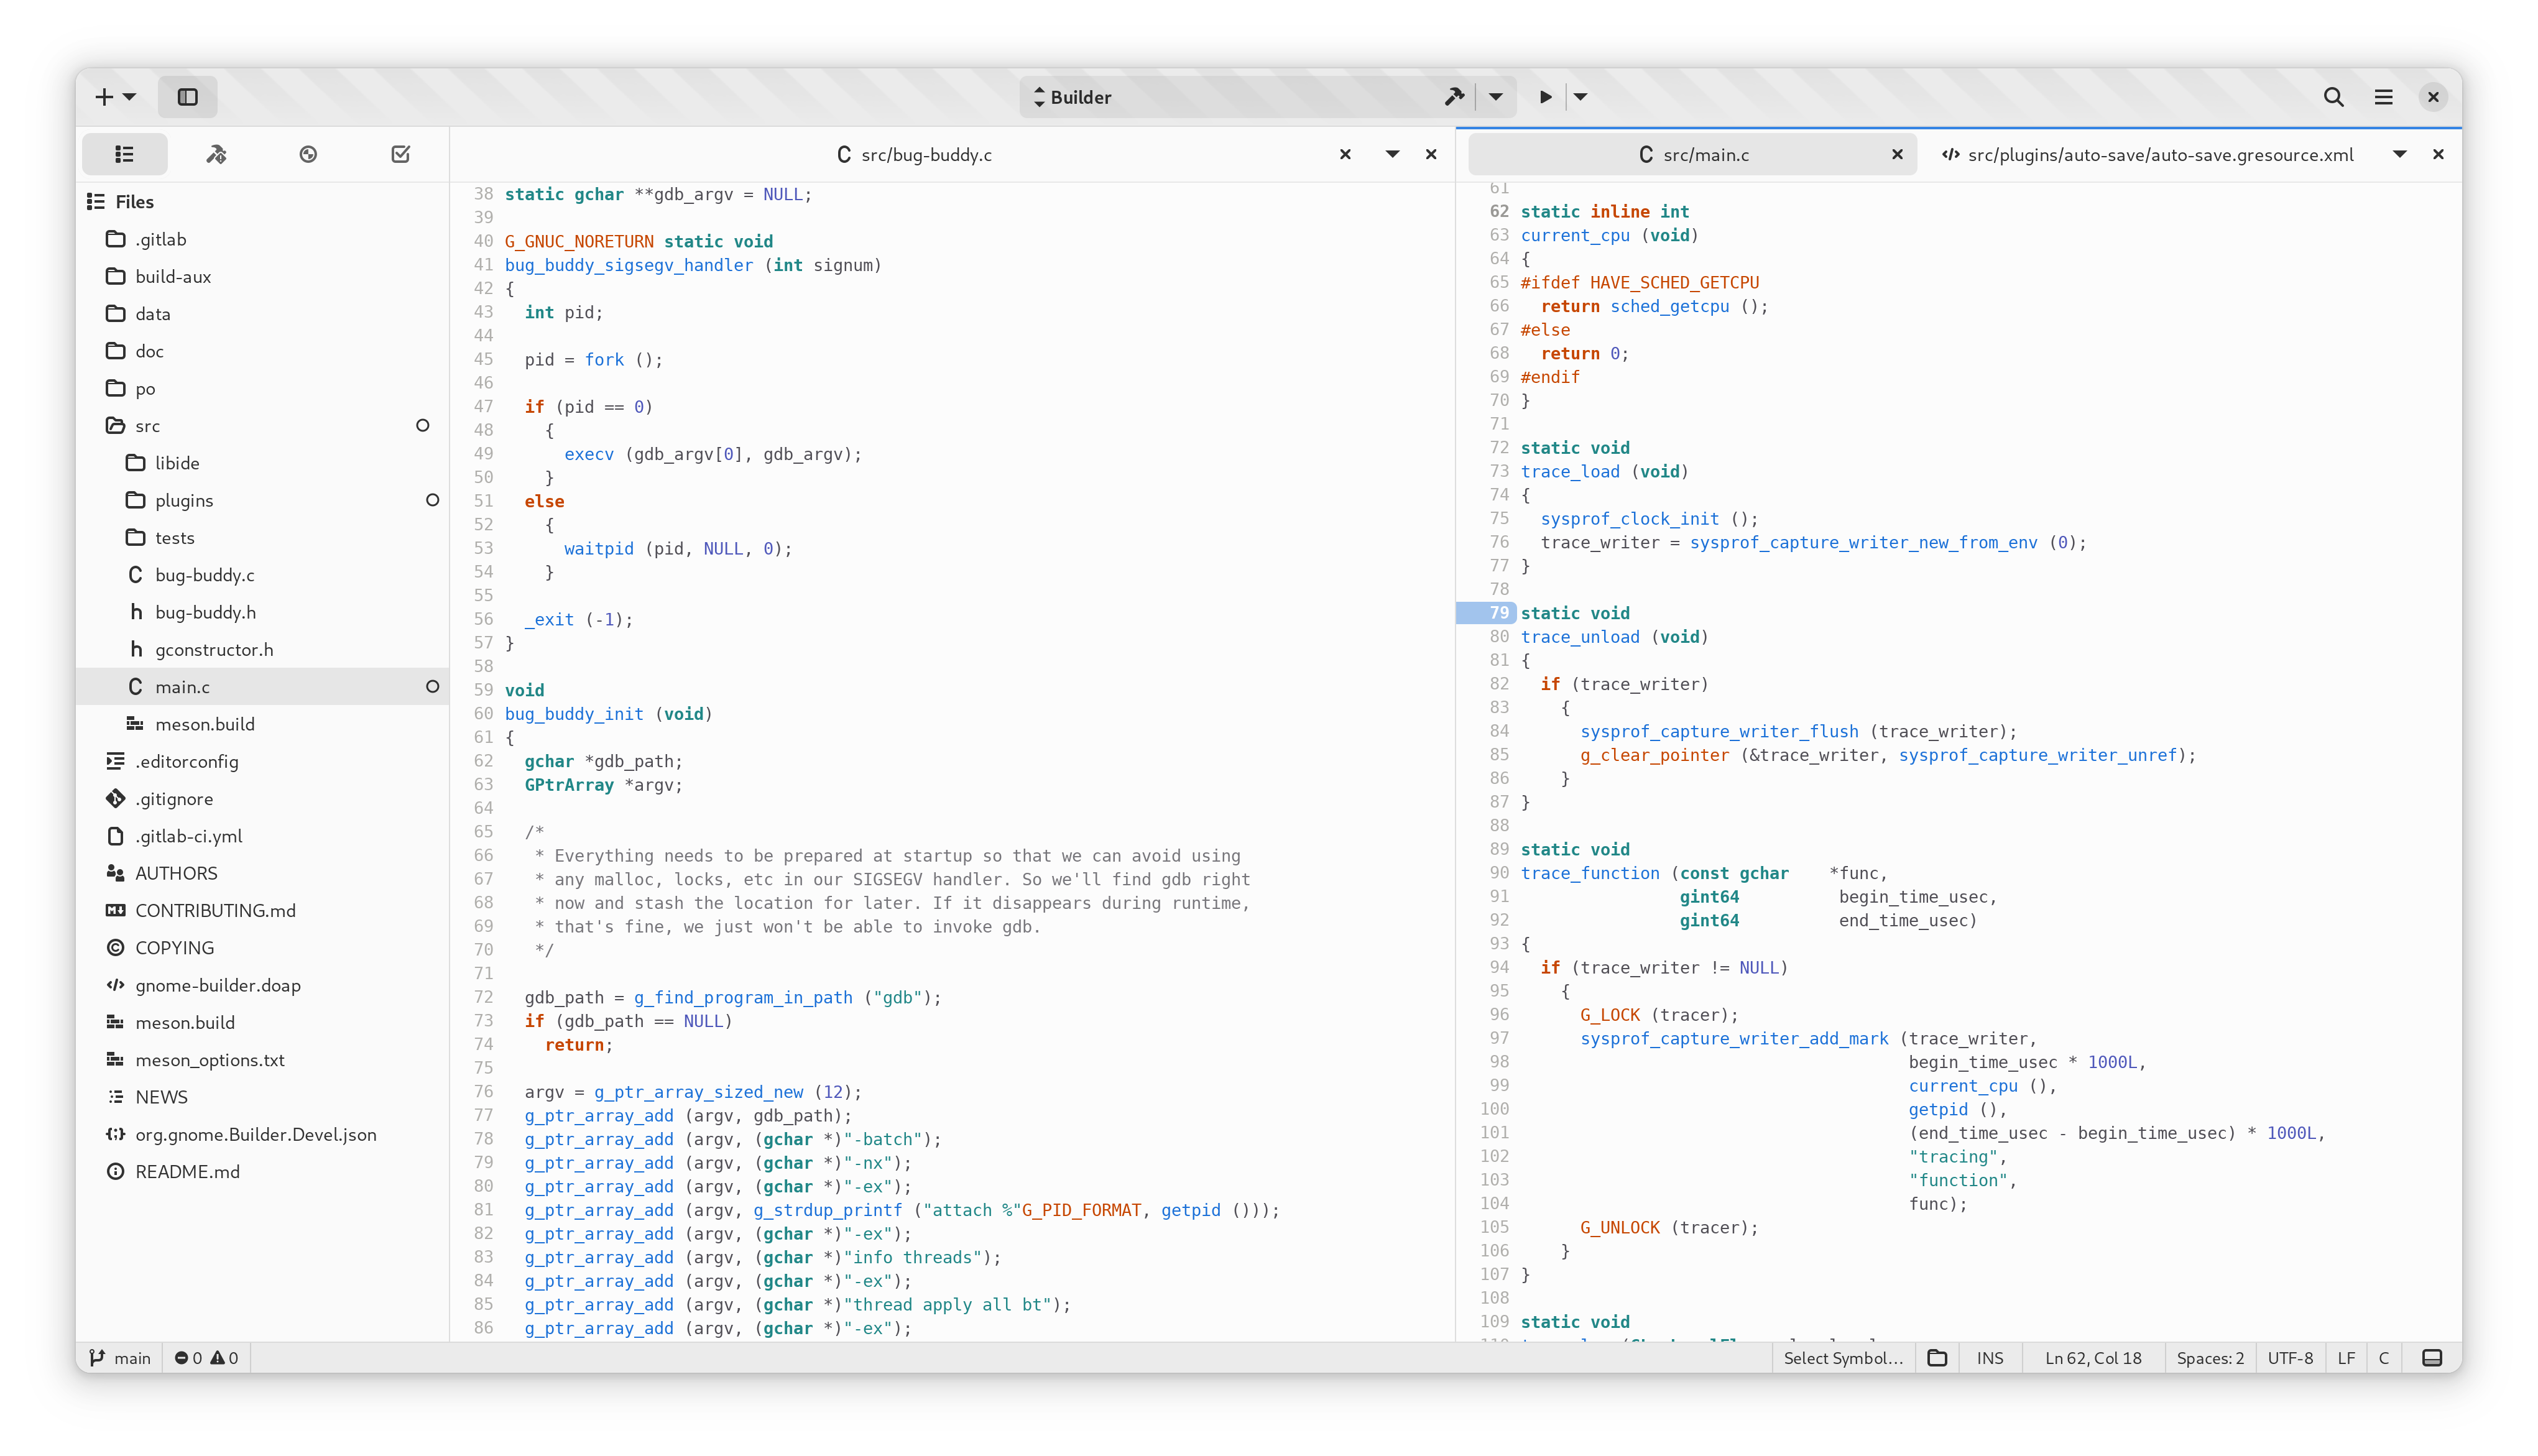 Builder
Files
.gitlab
build-aux
data
doc
po
src
libide
plugins
tests
C bug-buddy.c
h bug-buddy.h
h gconstructor.h
C main.c
meson.build
.editorconfig
.gitignore
.gitlab-ci.yml
AUTHORS
CONTRIBUTING.md
COPYING
gnome-builder.doap
meson.build
meson_options.txt
NEWS
org.gnome.Builder.Devel.json
README.md
C src/bug-buddy.c
38 static gchar **gdb_argv = NULL;
39
40 G_GNUC_NORETURN static void
41 bug_buddy_sigsegv_handler (int signum)
42 {
43   int pid;
44
45   pid = fork ();
46
47   if (pid == 0)
48     {
49       execv (gdb_argv[0], gdb_argv);
50     }
51   else
52     {
53       waitpid (pid, NULL, 0);
54     }
55
56   _exit (-1);
57 }
58
59 void
60 bug_buddy_init (void)
61 {
62   gchar *gdb_path;
63   GPtrArray *argv;
64
65   /*
66    * Everything needs to be prepared at startup so that we can avoid using
67    * any malloc, locks, etc in our SIGSEGV handler. So we'll find gdb right
68    * now and stash the location for later. If it disappears during runtime,
69    * that's fine, we just won't be able to invoke gdb.
70    */
71
72   gdb_path = g_find_program_in_path ("gdb");
73   if (gdb_path == NULL)
74     return;
75
76   argv = g_ptr_array_sized_new (12);
77   g_ptr_array_add (argv, gdb_path);
78   g_ptr_array_add (argv, (gchar *)"-batch");
79   g_ptr_array_add (argv, (gchar *)"-nx");
80   g_ptr_array_add (argv, (gchar *)"-ex");
81   g_ptr_array_add (argv, g_strdup_printf ("attach %"G_PID_FORMAT, getpid ()));
82   g_ptr_array_add (argv, (gchar *)"-ex");
83   g_ptr_array_add (argv, (gchar *)"info threads");
84   g_ptr_array_add (argv, (gchar *)"-ex");
85   g_ptr_array_add (argv, (gchar *)"thread apply all bt");
86   g_ptr_array_add (argv, (gchar *)"-ex");
C src/main.c
</> src/plugins/auto-save/auto-save.gresource.xml
61
62 static inline int
63 current_cpu (void)
64 {
65 #ifdef HAVE_SCHED_GETCPU
66   return sched_getcpu ();
67 #else
68   return 0;
69 #endif
70 }
71
72 static void
73 trace_load (void)
74 {
75   sysprof_clock_init ();
76   trace_writer = sysprof_capture_writer_new_from_env (0);
77 }
78
79 static void
80 trace_unload (void)
81 {
82   if (trace_writer)
83     {
84       sysprof_capture_writer_flush (trace_writer);
85       g_clear_pointer (&trace_writer, sysprof_capture_writer_unref);
86     }
87 }
88
89 static void
90 trace_function (const gchar    *func,
91                 gint64          begin_time_usec,
92                 gint64          end_time_usec)
93 {
94   if (trace_writer != NULL)
95     {
96       G_LOCK (tracer);
97       sysprof_capture_writer_add_mark (trace_writer,
98                                        begin_time_usec * 1000L,
99                                        current_cpu (),
100                                        getpid (),
101                                        (end_time_usec - begin_time_usec) * 1000L,
102                                        "tracing",
103                                        "function",
104                                        func);
105       G_UNLOCK (tracer);
106     }
107 }
108
109 static void
main
0 0
Select Symbol…
INS
Ln 62, Col 18
Spaces: 2
UTF-8
LF
C